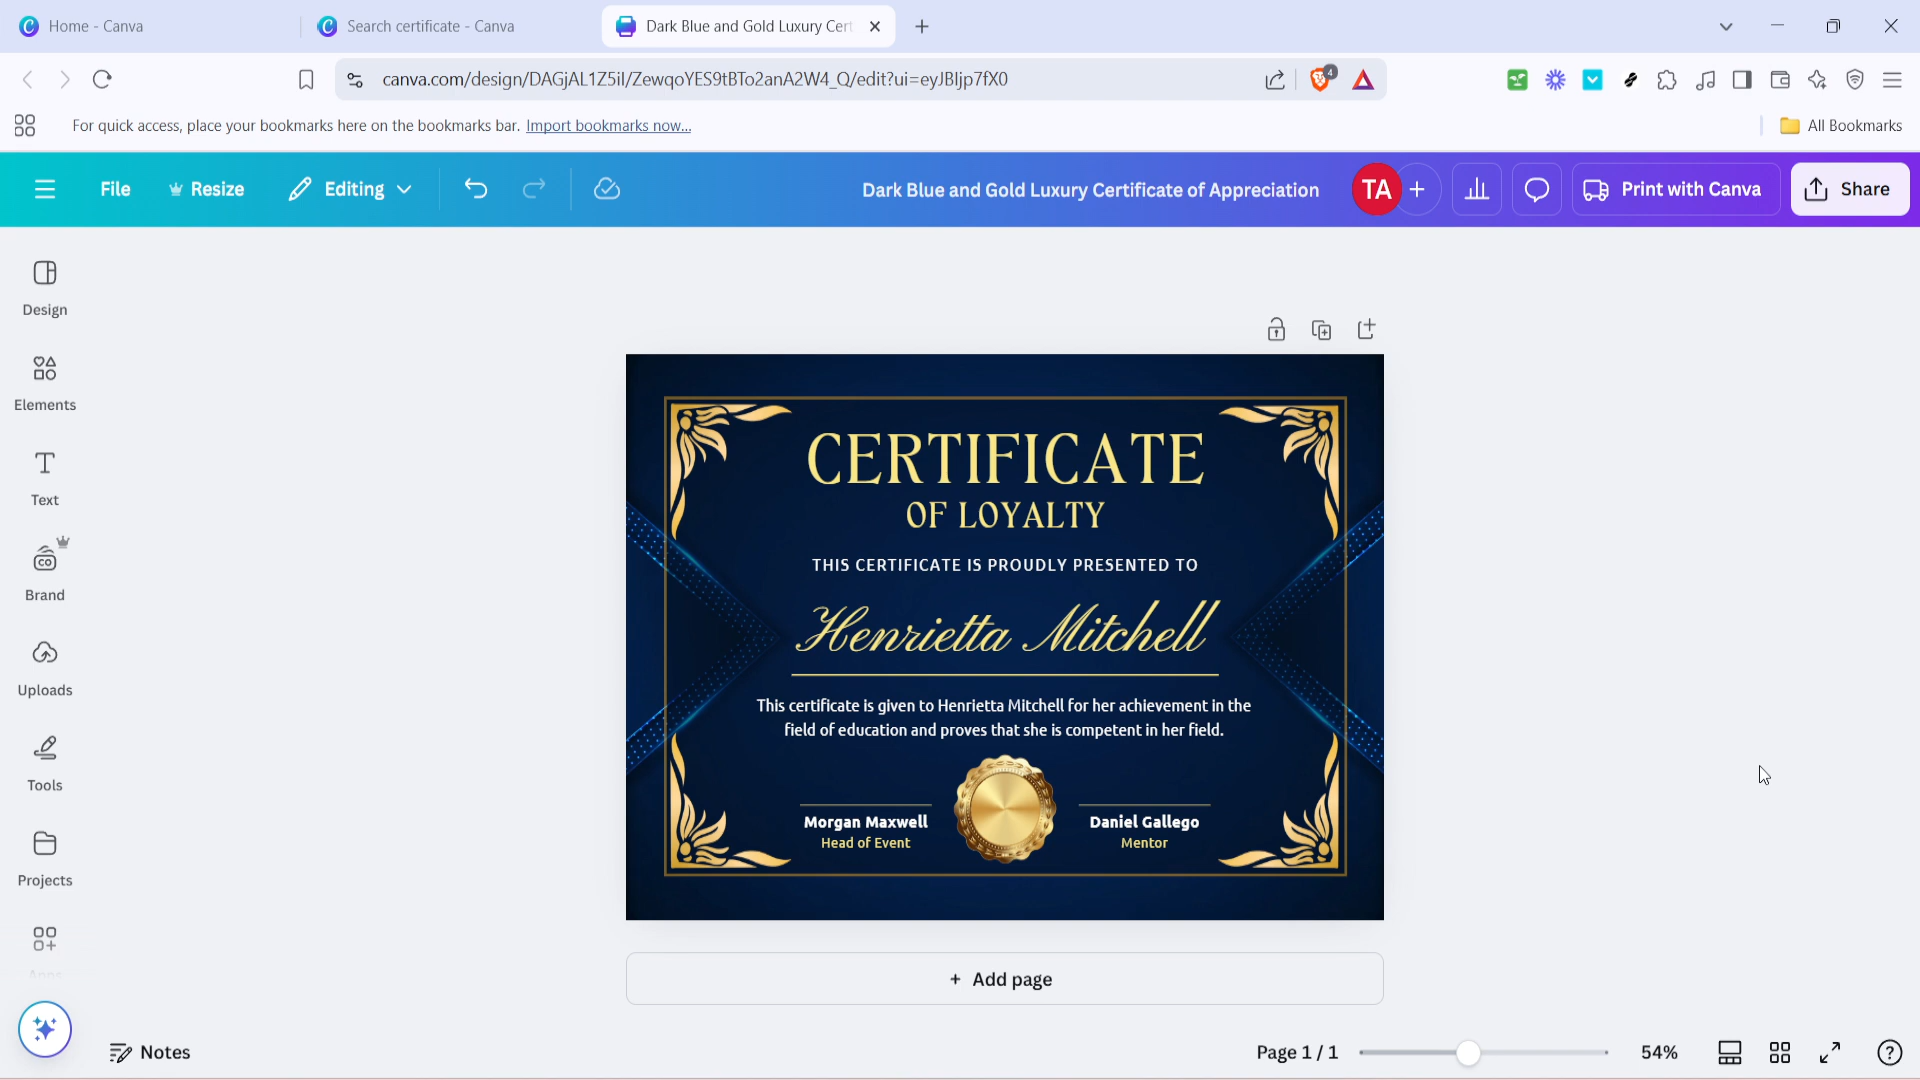 Home - Canva
Search certificate - Canva
Dark Blue and Gold Luxury Cert
canva.com/design/DAGjAL1Z5iI/ZewqoYES9tBTo2anA2W4_Q/edit?ui=eyJBIjp7fX0
4
For quick access, place your bookmarks here on the bookmarks bar. Import bookmarks now...
All Bookmarks
File
Resize
Editing
Dark Blue and Gold Luxury Certificate of Appreciation
TA
Print with Canva
Share
Design
Elements
Text
Brand
Uploads
Tools
Projects
Apps
CERTIFICATE
OF LOYALTY
THIS CERTIFICATE IS PROUDLY PRESENTED TO
Henrietta Mitchell
This certificate is given to Henrietta Mitchell for her achievement in the
field of education and proves that she is competent in her field.
Morgan Maxwell
Head of Event
Daniel Gallego
Mentor
+ Add page
Notes
Page 1 / 1
54%